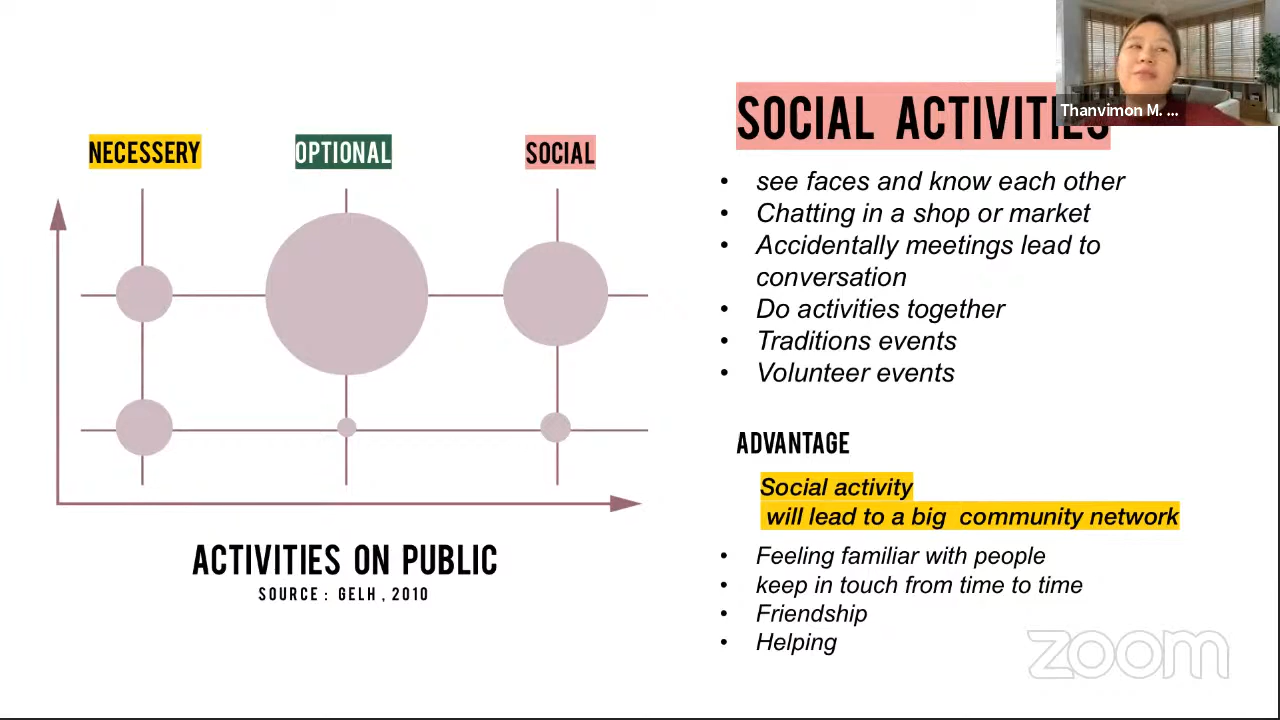 Thanvimon M. ...
NECESSERY
OPTIONAL
SOCIAL
ACTIVITIES ON PUBLIC
SOURCE : GELH , 2010
SOCIAL ACTIVITIES
• see faces and know each other
• Chatting in a shop or market
• Accidentally meetings lead to
conversation
• Do activities together
• Traditions events
• Volunteer events
ADVANTAGE
Social activity
will lead to a big community network
• Feeling familiar with people
• keep in touch from time to time
• Friendship
• Helping
zoom